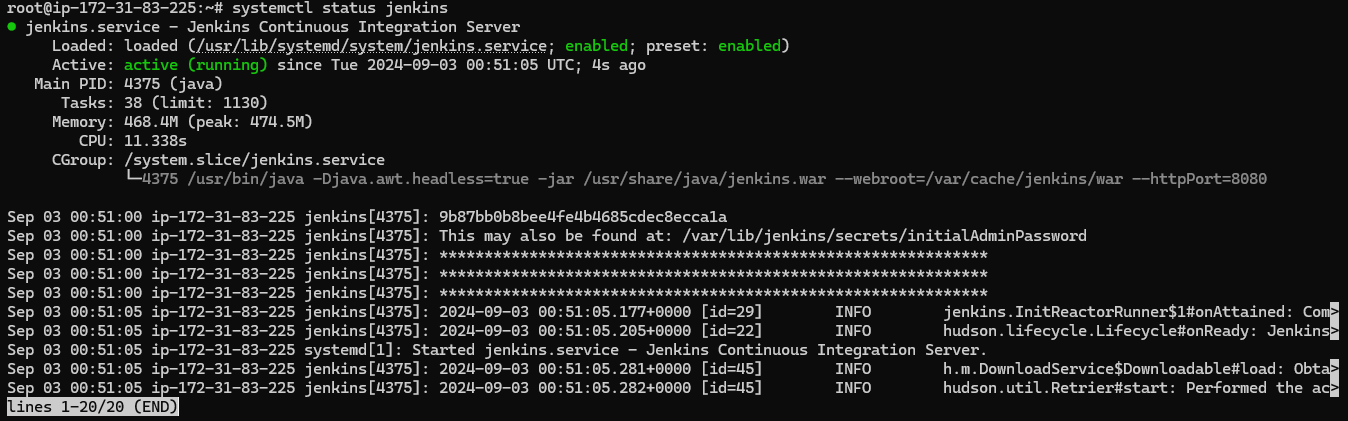 root@ip-172-31-83-225:~# systemctl status jenkins
● jenkins.service - Jenkins Continuous Integration Server
     Loaded: loaded (/usr/lib/systemd/system/jenkins.service; enabled; preset: enabled)
     Active: active (running) since Tue 2024-09-03 00:51:05 UTC; 4s ago
   Main PID: 4375 (java)
      Tasks: 38 (limit: 1130)
     Memory: 468.4M (peak: 474.5M)
        CPU: 11.338s
     CGroup: /system.slice/jenkins.service
             └─4375 /usr/bin/java -Djava.awt.headless=true -jar /usr/share/java/jenkins.war --webroot=/var/cache/jenkins/war --httpPort=8080
Sep 03 00:51:00 ip-172-31-83-225 jenkins[4375]: 9b87bb0b8bee4fe4b4685cdec8ecca1a
Sep 03 00:51:00 ip-172-31-83-225 jenkins[4375]: This may also be found at: /var/lib/jenkins/secrets/initialAdminPassword
Sep 03 00:51:00 ip-172-31-83-225 jenkins[4375]: *************************************************************
Sep 03 00:51:00 ip-172-31-83-225 jenkins[4375]: *************************************************************
Sep 03 00:51:00 ip-172-31-83-225 jenkins[4375]: *************************************************************
Sep 03 00:51:05 ip-172-31-83-225 jenkins[4375]: 2024-09-03 00:51:05.177+0000 [id=29]        INFO        jenkins.InitReactorRunner$1#onAttained: Com>
Sep 03 00:51:05 ip-172-31-83-225 jenkins[4375]: 2024-09-03 00:51:05.205+0000 [id=22]        INFO        hudson.lifecycle.Lifecycle#onReady: Jenkins>
Sep 03 00:51:05 ip-172-31-83-225 systemd[1]: Started jenkins.service - Jenkins Continuous Integration Server.
Sep 03 00:51:05 ip-172-31-83-225 jenkins[4375]: 2024-09-03 00:51:05.281+0000 [id=45]        INFO        h.m.DownloadService$Downloadable#load: Obta>
Sep 03 00:51:05 ip-172-31-83-225 jenkins[4375]: 2024-09-03 00:51:05.282+0000 [id=45]        INFO        hudson.util.Retrier#start: Performed the ac>
lines 1-20/20 (END)